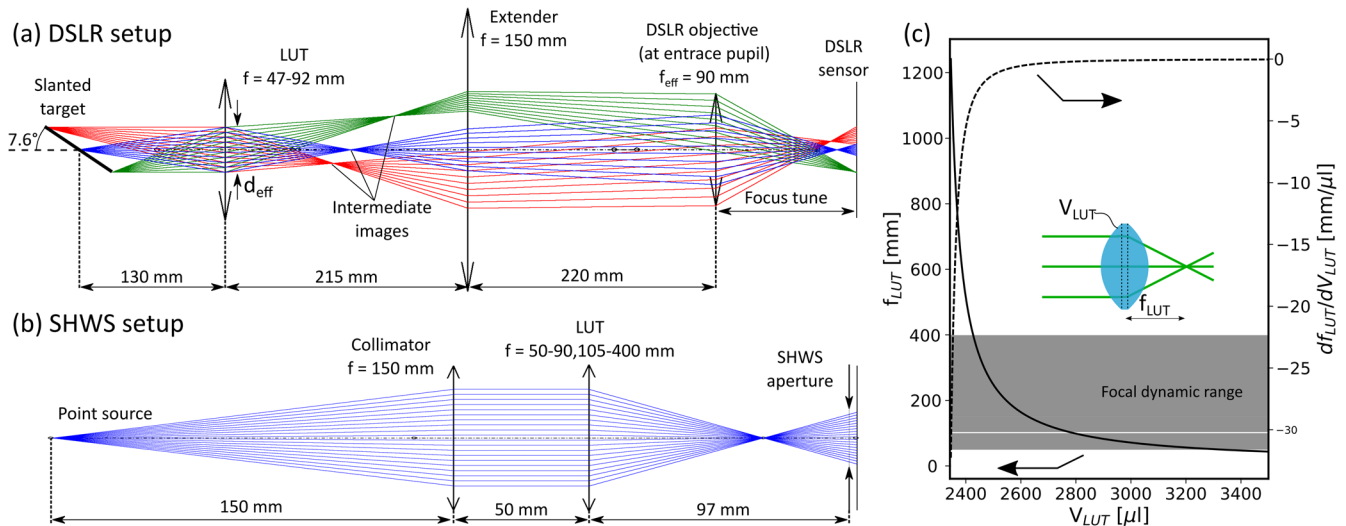 (a) DSLR setup
Slanted
target
7.6°
LUT
f = 47-92 mm
d_eff
Intermediate
images
Extender
f = 150 mm
DSLR objective
(at entrace pupil)
f_eff = 90 mm
DSLR
sensor
Focus tune
130 mm
215 mm
220 mm
(b) SHWS setup
Point source
Collimator
f = 150 mm
LUT
f = 50-90,105-400 mm
SHWS
aperture
150 mm
50 mm
97 mm
(c)
1200
1000
800
600
400
200
0
f_LUT [mm]
2400
2600
2800
3000
3200
3400
V_LUT [μl]
0
−5
−10
−15
−20
−25
−30
df_LUT/dV_LUT [mm/μl]
V_LUT
f_LUT
Focal dynamic range